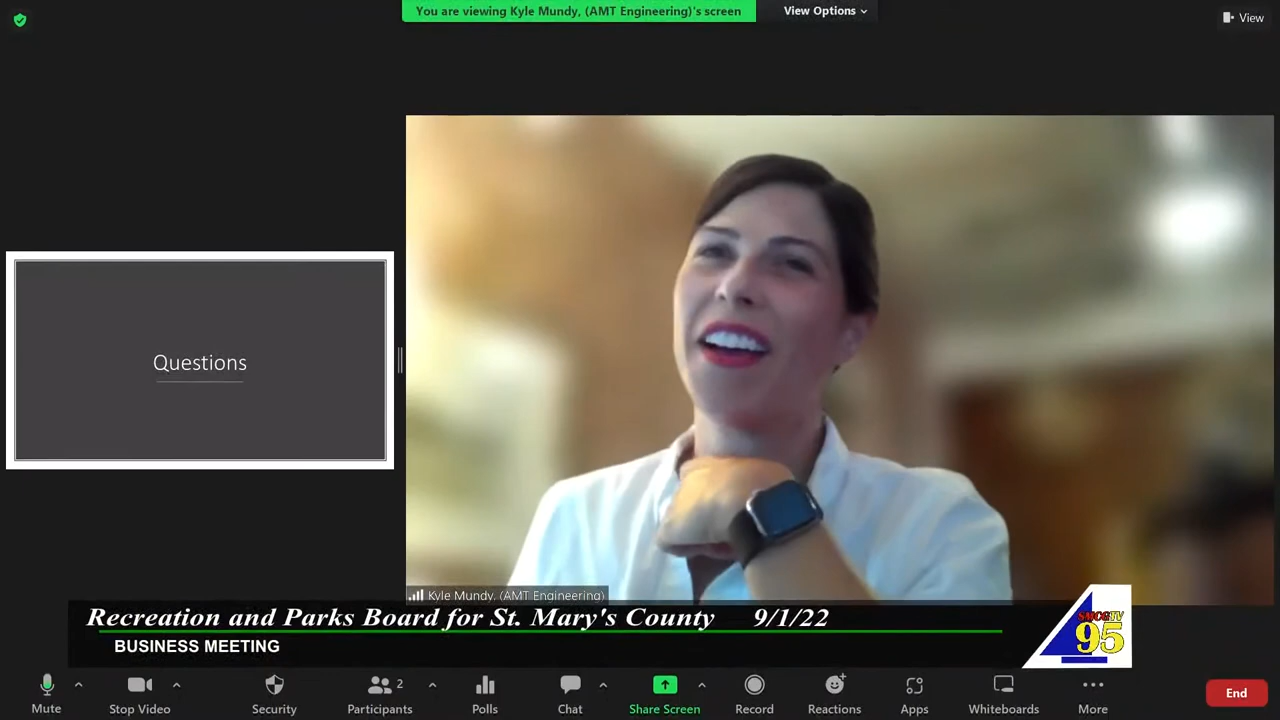 You are viewing Kyle Mundy, (AMT Engineering)'s screen
View Options
View
Questions
Kyle Mundy, (AMT Engineering)
Recreation and Parks Board for St. Mary's County 9/1/22
BUSINESS MEETING
SMCGTV
95
Mute
Stop Video
Security
2
Participants
Polls
Chat
Share Screen
Record
Reactions
Apps
Whiteboards
More
End